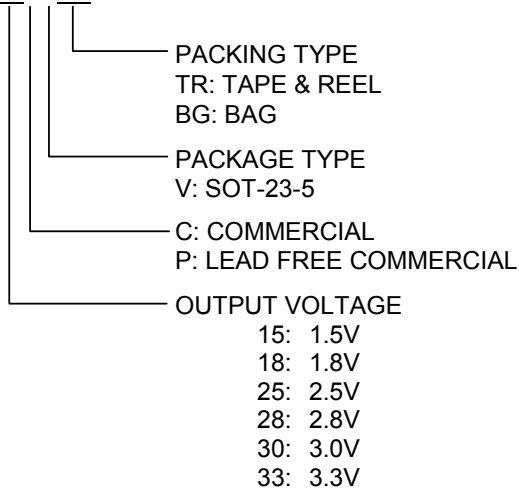 PACKING TYPE
TR: TAPE & REEL
BG: BAG
PACKAGE TYPE
V: SOT-23-5
C: COMMERCIAL
P: LEAD FREE COMMERCIAL
OUTPUT VOLTAGE
15: 1.5V
18: 1.8V
25: 2.5V
28: 2.8V
30: 3.0V
33: 3.3V